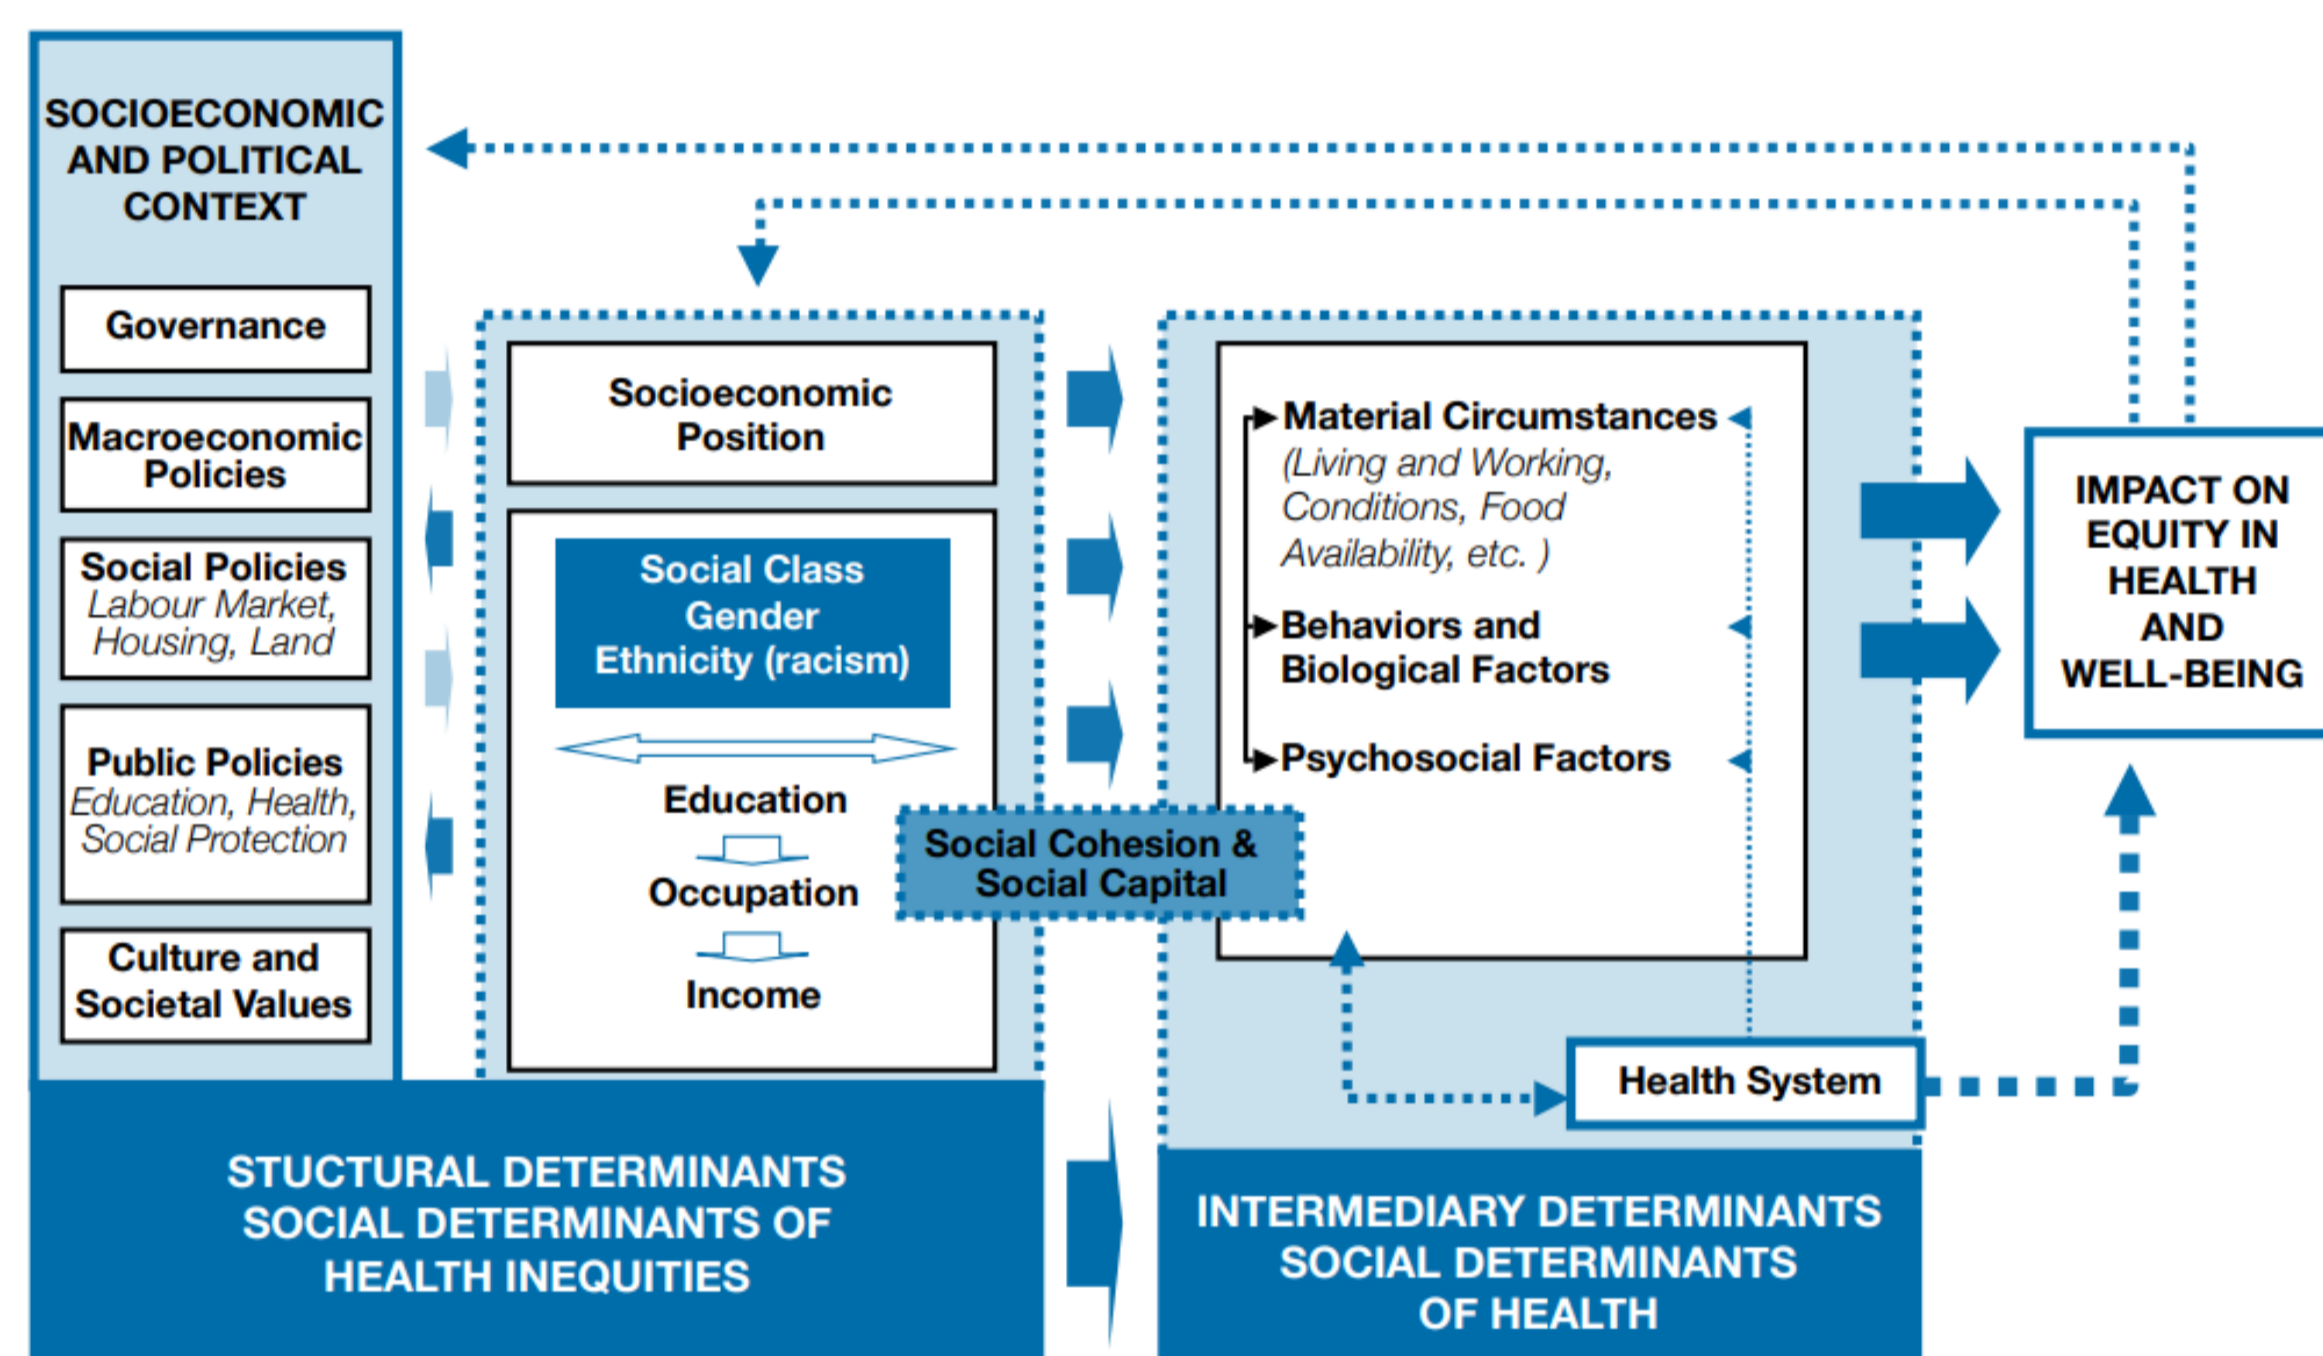 SOCIOECONOMIC
AND POLITICAL
CONTEXT
Governance
Macroeconomic
Policies
Social Policies
Labour Market,
Housing, Land
Public Policies
Education, Health,
Social Protection
Culture and
Societal Values
Socioeconomic
Position
Social Class
Gender
Ethnicity (racism)
Education
Occupation
Income
Social Cohesion &
Social Capital
Material Circumstances
(Living and Working,
Conditions, Food
Availability, etc. )
Behaviors and
Biological Factors
Psychosocial Factors
Health System
IMPACT ON
EQUITY IN
HEALTH
AND
WELL-BEING
STUCTURAL DETERMINANTS
SOCIAL DETERMINANTS OF
HEALTH INEQUITIES
INTERMEDIARY DETERMINANTS
SOCIAL DETERMINANTS
OF HEALTH